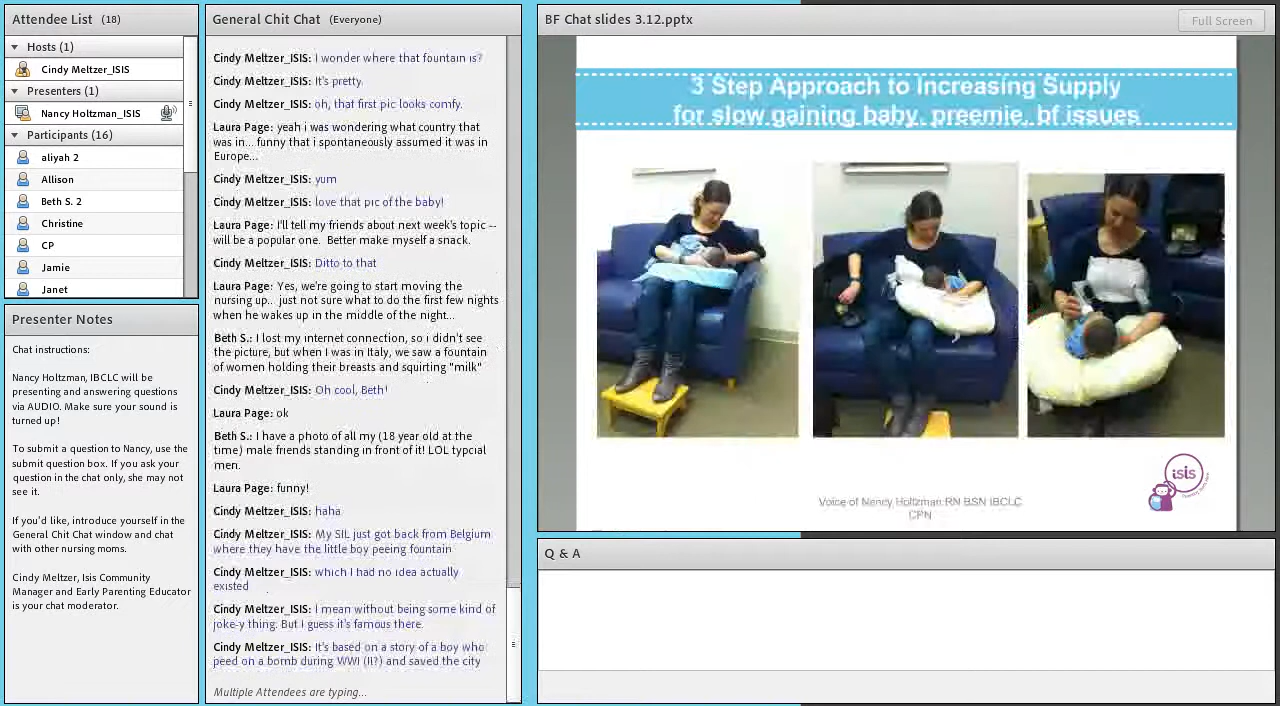 Attendee List (18)
Hosts (1)
Cindy Meltzer_ISIS
Presenters (1)
Nancy Holtzman_ISIS
Participants (16)
aliyah 2
Allison
Beth S. 2
Christine
CP
Jamie
Janet
Presenter Notes
Chat instructions:
Nancy Holtzman, IBCLC will be
presenting and answering questions
via AUDIO. Make sure your sound is
turned up!
To submit a question to Nancy, use the
submit question box. If you ask your
question in the chat only, she may not
see it.
If you'd like, introduce yourself in the
General Chit Chat window and chat
with other nursing moms.
Cindy Meltzer, Isis Community
Manager and Early Parenting Educator
is your chat moderator.
General Chit Chat (Everyone)
Cindy Meltzer_ISIS: I wonder where that fountain is?
Cindy Meltzer_ISIS: It's pretty.
Cindy Meltzer_ISIS: oh, that first pic looks comfy.
Laura Page: yeah i was wondering what country that
was in... funny that i spontaneously assumed it was in
Europe...
Cindy Meltzer_ISIS: yum
Cindy Meltzer_ISIS: love that pic of the baby!
Laura Page: I'll tell my friends about next week's topic --
will be a popular one. Better make myself a snack.
Cindy Meltzer_ISIS: Ditto to that
Laura Page: Yes, we're going to start moving the
nursing up... just not sure what to do the first few nights
when he wakes up in the middle of the night...
Beth S.: I lost my internet connection, so i didn't see
the picture, but when I was in Italy, we saw a fountain
of women holding their breasts and squirting "milk"
Cindy Meltzer_ISIS: Oh cool, Beth!
Laura Page: ok
Beth S.: I have a photo of all my (18 year old at the
time) male friends standing in front of it! LOL typcial
men.
Laura Page: funny!
Cindy Meltzer_ISIS: haha
Cindy Meltzer_ISIS: My SIL just got back from Belgium
where they have the little boy peeing fountain
Cindy Meltzer_ISIS: which I had no idea actually
existed
Cindy Meltzer_ISIS: I mean without being some kind of
joke-y thing. But I guess it's famous there.
Cindy Meltzer_ISIS: It's based on a story of a boy who
peed on a bomb during WWI (II?) and saved the city
Multiple Attendees are typing...
BF Chat slides 3.12.pptx
Full Screen
3 Step Approach to Increasing Supply
for slow gaining baby, preemie, bf issues
isis
Voice of Nancy Holtzman RN BSN IBCLC
CPN
Q & A